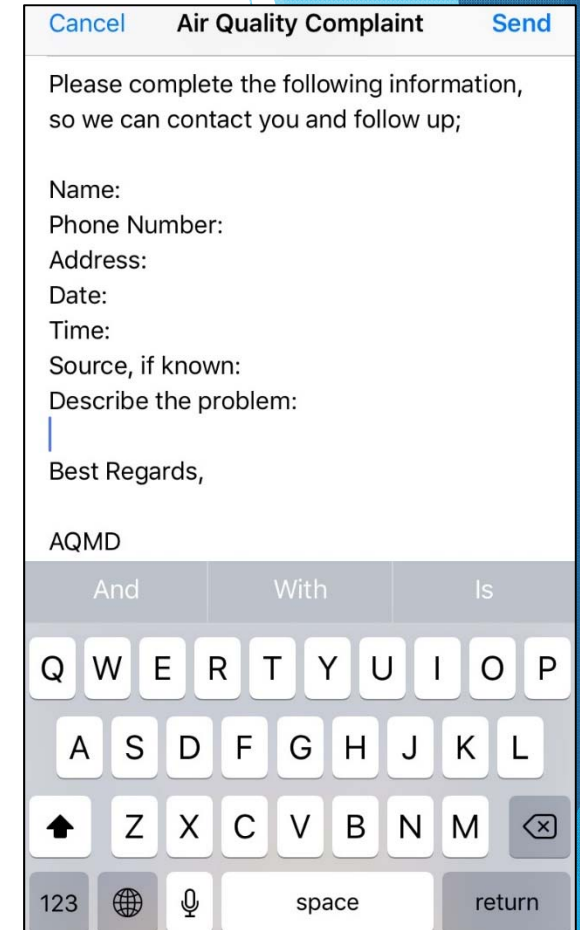 Cancel Air Quality Complaint Send
Please complete the following information,
so we can contact you and follow up;
Name:
Phone Number:
Address:
Date:
Time:
Source, if known:
Describe the problem:
Best Regards,
AQMD
And With Is
Q W E R T Y U I O P
A S D F G H J K L
Z X C V B N M
123 space return